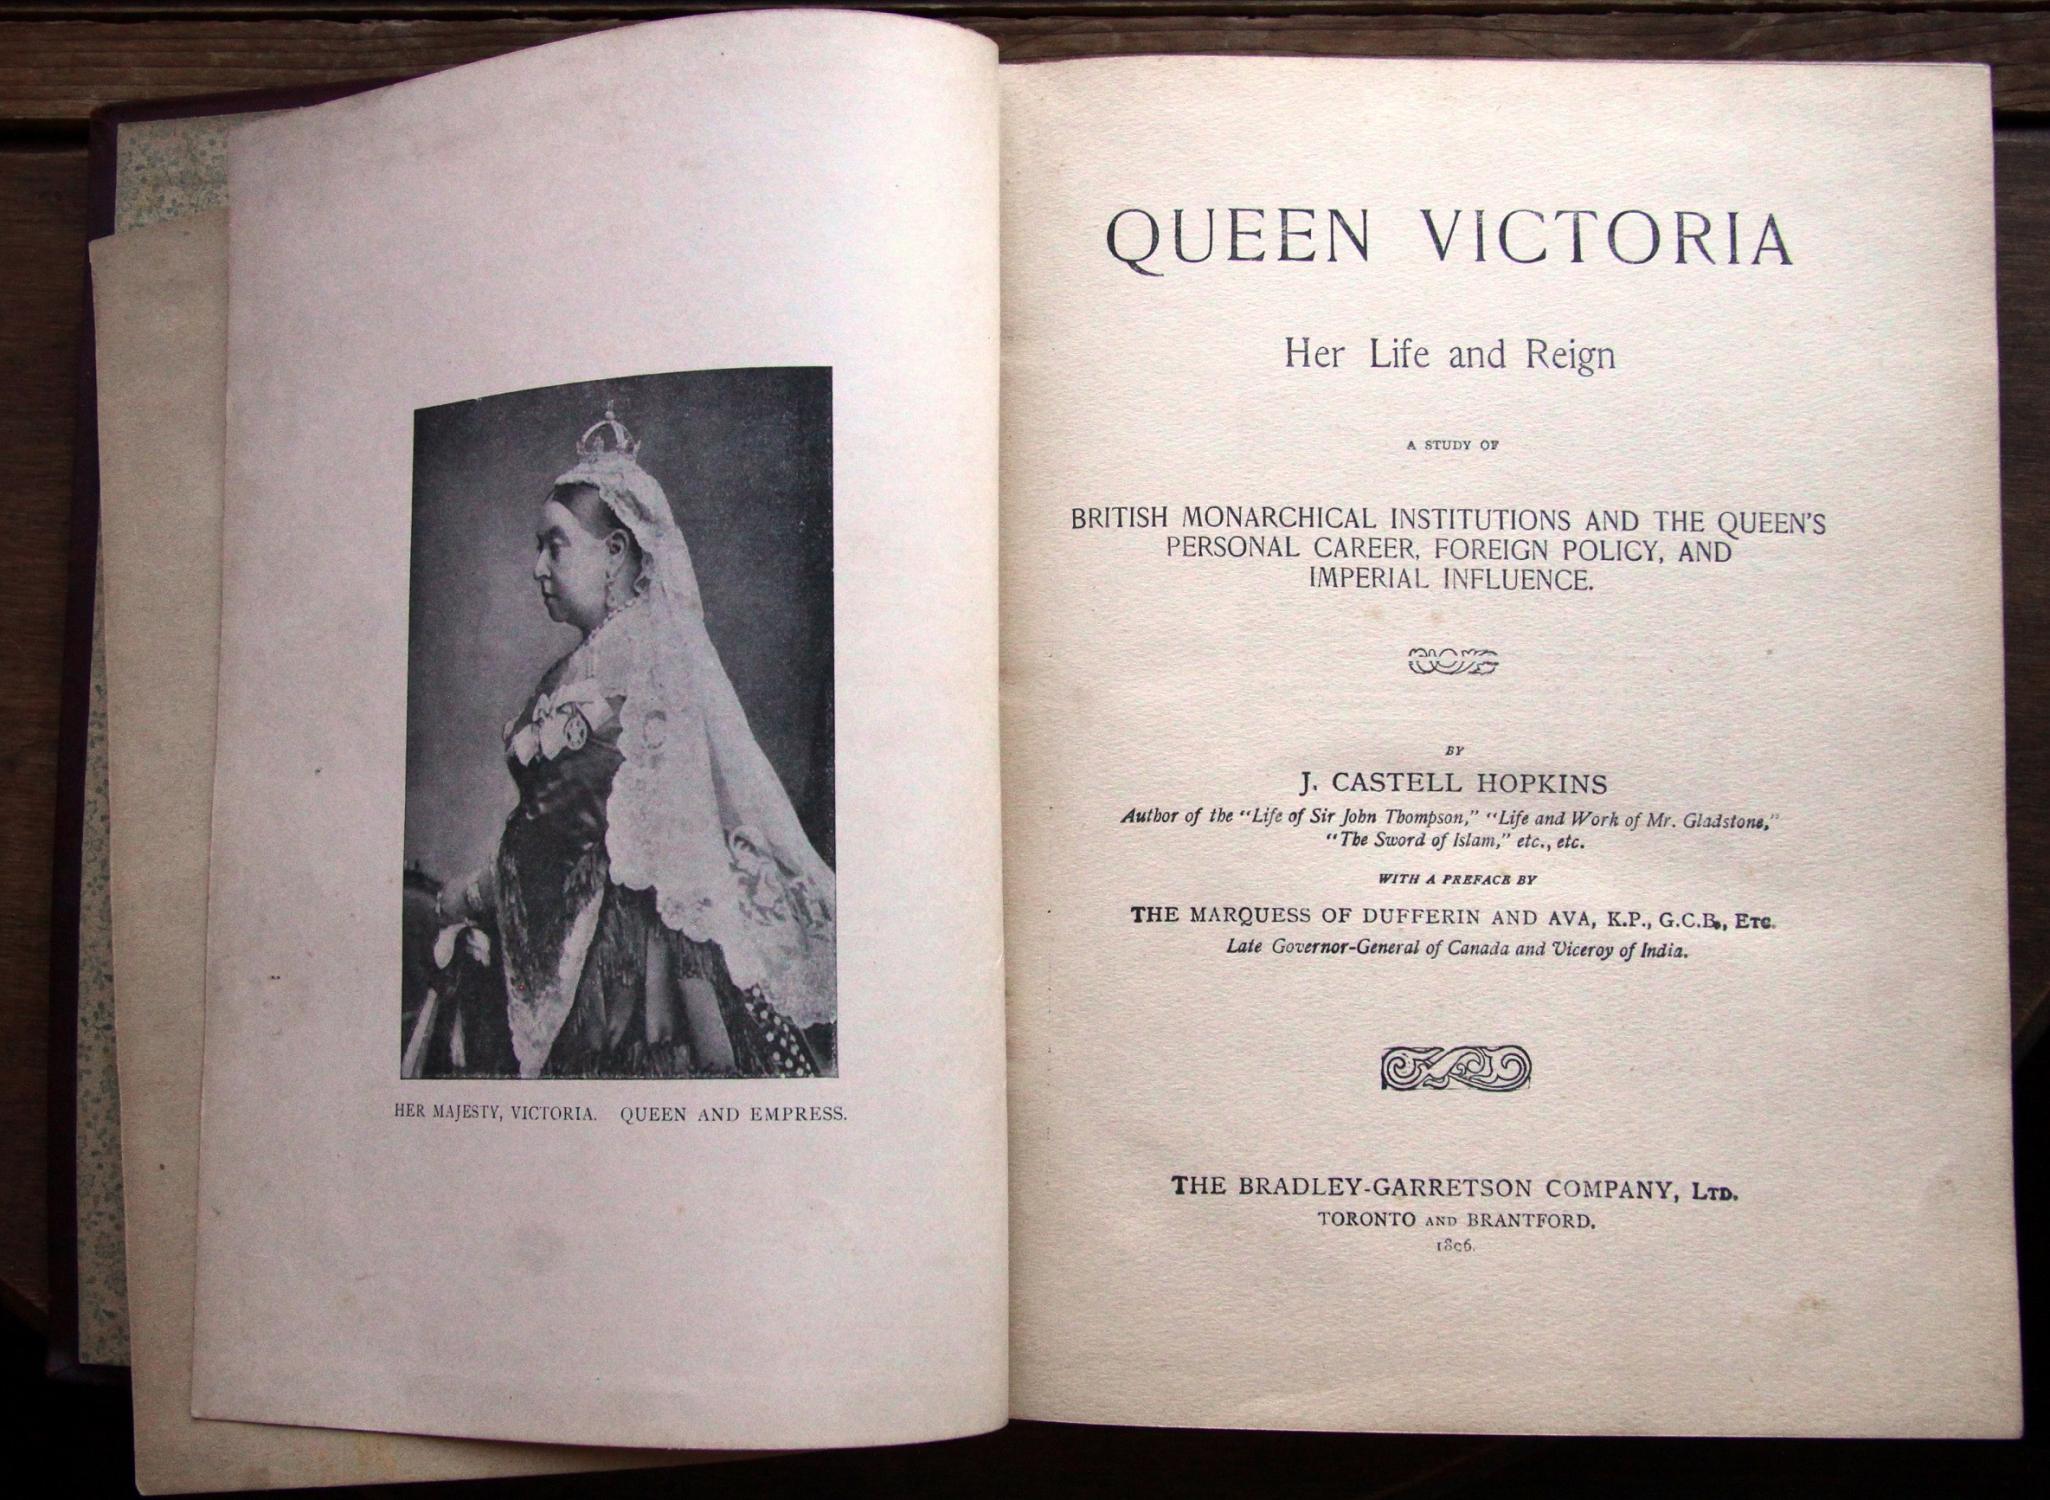 HER MAJESTY, VICTORIA. QUEEN AND EMPRESS.
QUEEN VICTORIA
Her Life and Reign
A STUDY OF
BRITISH MONARCHICAL INSTITUTIONS AND THE QUEEN'S
PERSONAL CAREER, FOREIGN POLICY, AND
IMPERIAL INFLUENCE.
BY
J. CASTELL HOPKINS
Author of the "Life of Sir John Thompson," "Life and Work of Mr. Gladstone,"
"The Sword of Islam," etc., etc.
WITH A PREFACE BY
THE MARQUESS OF DUFFERIN AND AVA, K.P., G.C.B., ETC.
Late Governor-General of Canada and Viceroy of India.
THE BRADLEY-GARRETSON COMPANY, LTD.
TORONTO AND BRANTFORD.
1896.